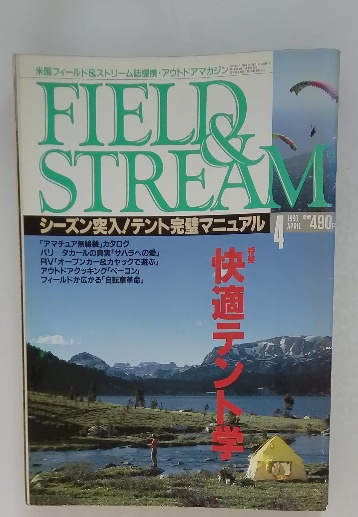 米国フィールド&ストリーム誌提携・アウトドアマガジン
FIELD
&
STREAM
シーズン突入/テント完璧マニュアル
4
1993
APRIL
490円
「アマチュア無線機」カタログ
パリ─ダカールの真実「サハラへの愛」
RV「オープンカー&カヤックで遊ぶ」
アウトドアクッキング「ベーコン」
フィールドが広がる「自転車革命」
特集
快適テント学